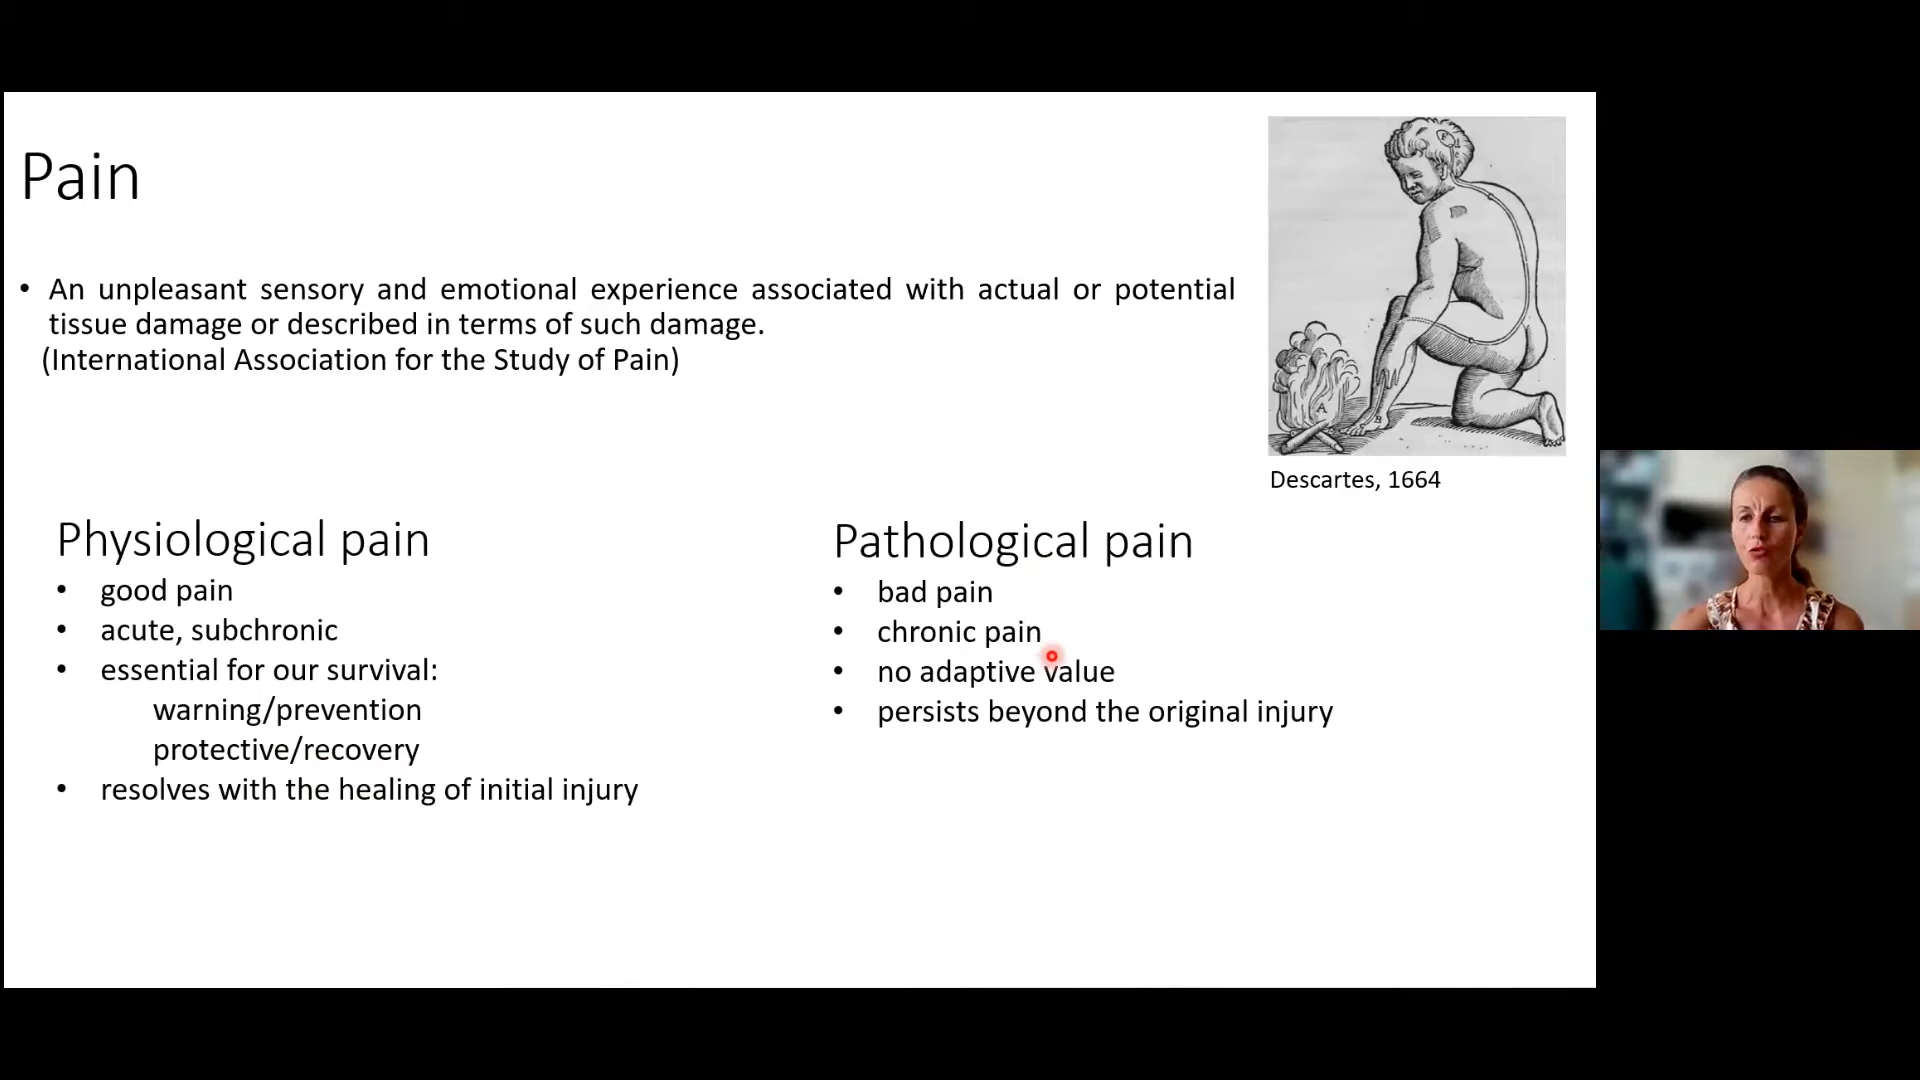 Pain
• An unpleasant sensory and emotional experience associated with actual or potential
tissue damage or described in terms of such damage.
(International Association for the Study of Pain)
A
B
Descartes, 1664
Physiological pain
• good pain
• acute, subchronic
• essential for our survival:
warning/prevention
protective/recovery
• resolves with the healing of initial injury
Pathological pain
• bad pain
• chronic pain
• no adaptive value
• persists beyond the original injury